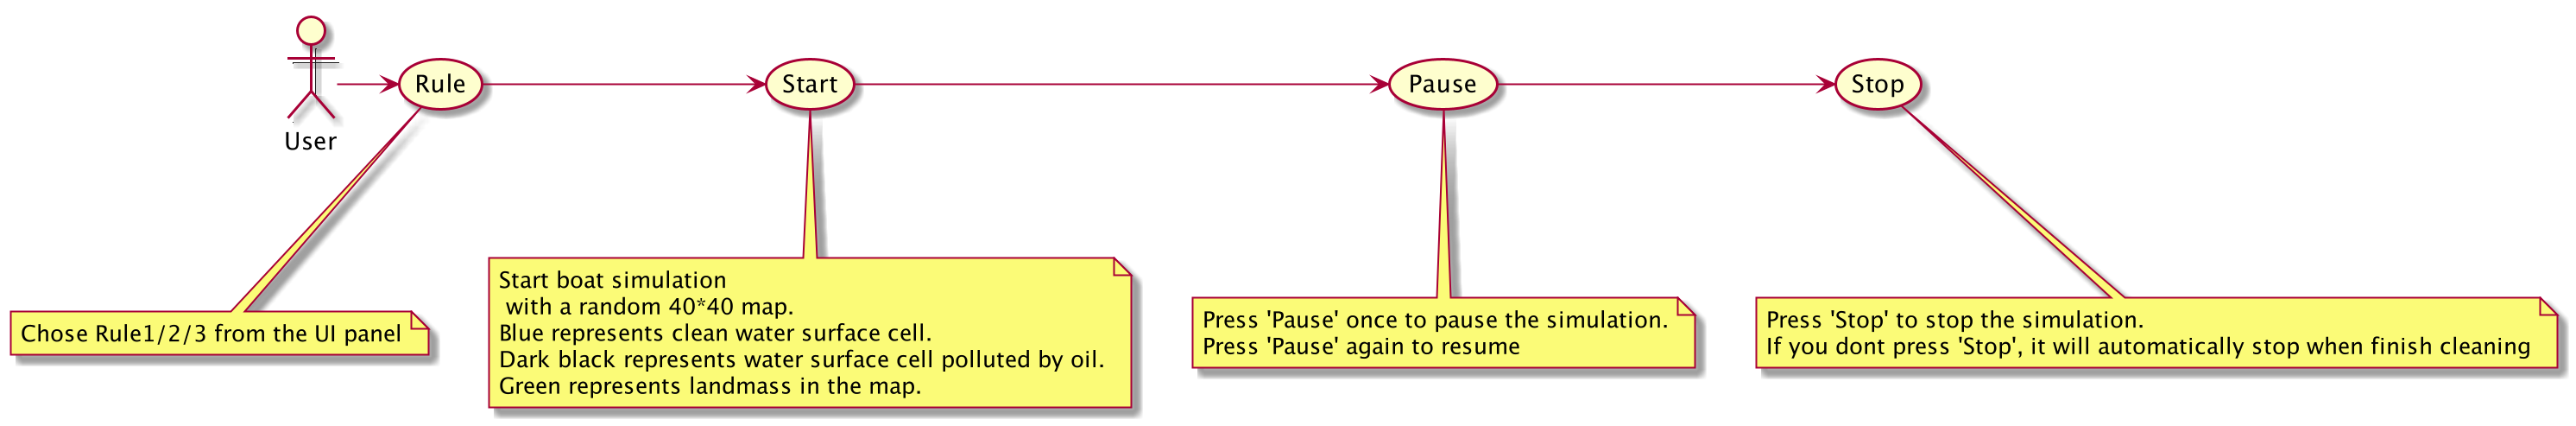 User
Rule
Start
Pause
Stop
Chose Rule1/2/3 from the UI panel
Start boat simulation
with a random 40*40 map.
Blue represents clean water surface cell.
Dark black represents water surface cell polluted by oil.
Green represents landmass in the map.
Press 'Pause' once to pause the simulation.
Press 'Pause' again to resume
Press 'Stop' to stop the simulation.
If you dont press 'Stop', it will automatically stop when finish cleaning